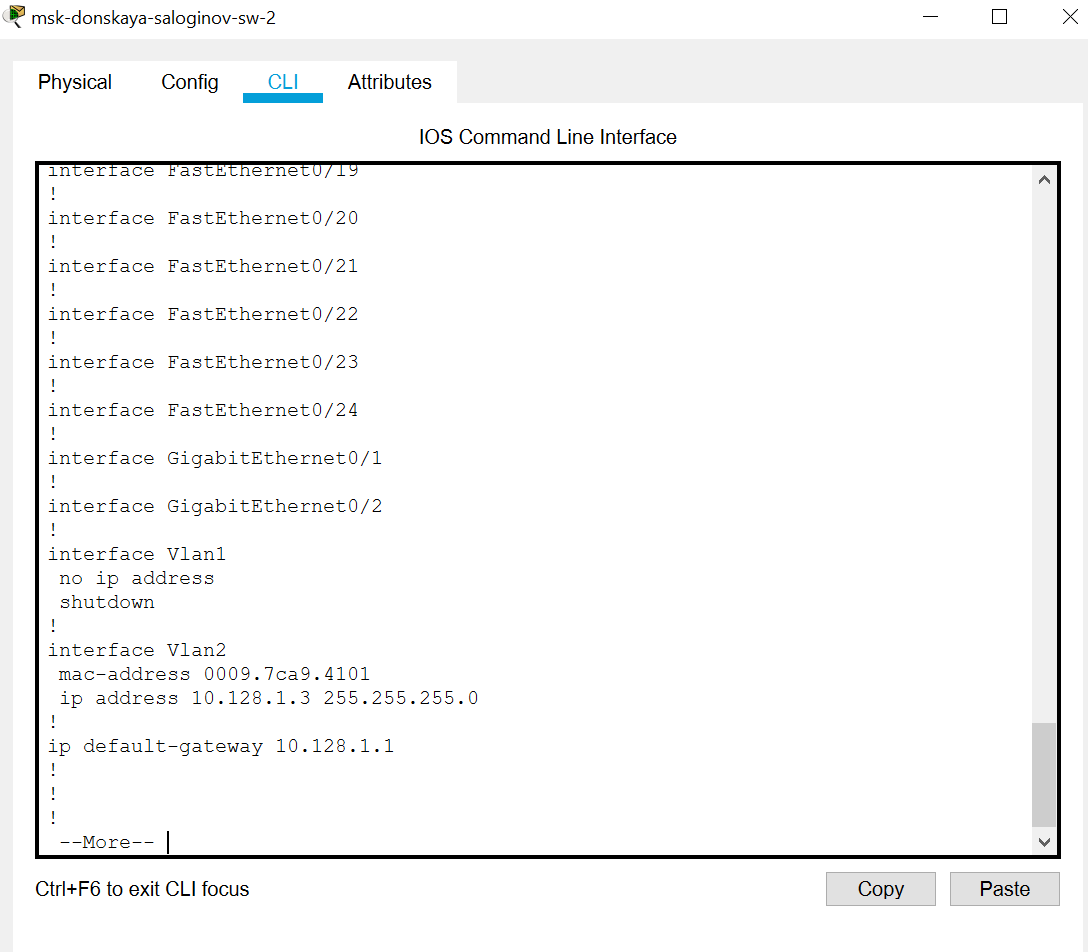 msk-donskaya-saloginov-sw-2
Physical Config CLI Attributes
IOS Command Line Interface
interface FastEthernet0/19
!
interface FastEthernet0/20
!
interface FastEthernet0/21
!
interface FastEthernet0/22
!
interface FastEthernet0/23
!
interface FastEthernet0/24
!
interface GigabitEthernet0/1
!
interface GigabitEthernet0/2
!
interface Vlan1
 no ip address
 shutdown
!
interface Vlan2
 mac-address 0009.7ca9.4101
 ip address 10.128.1.3 255.255.255.0
!
ip default-gateway 10.128.1.1
!
!
!
 --More--
Ctrl+F6 to exit CLI focus
Copy Paste